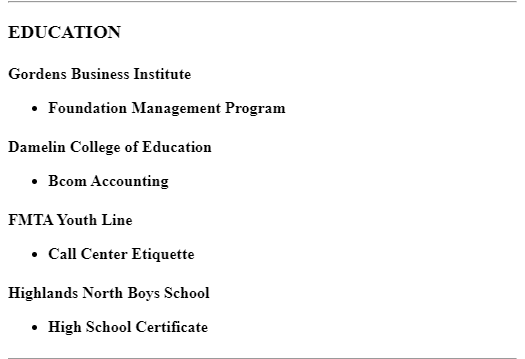 EDUCATION
Gordens Business Institute
• Foundation Management Program
Damelin College of Education
• Bcom Accounting
FMTA Youth Line
• Call Center Etiquette
Highlands North Boys School
• High School Certificate